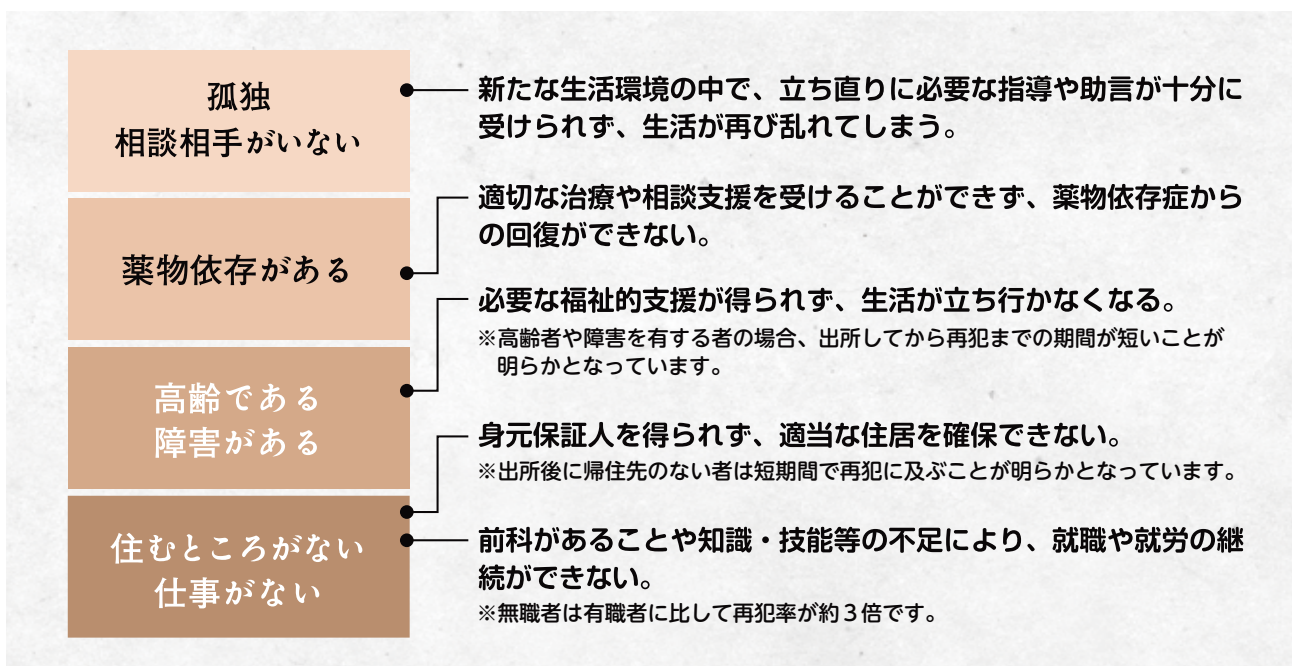 孤独
相談相手がいない
新たな生活環境の中で、立ち直りに必要な指導や助言が十分に
受けられず、生活が再び乱れてしまう。
薬物依存がある
適切な治療や相談支援を受けることができず、薬物依存症から
の回復ができない。
高齢である
障害がある
必要な福祉的支援が得られず、生活が立ち行かなくなる。
※高齢者や障害を有する者の場合、出所してから再犯までの期間が短いことが
明らかとなっています。
住むところがない
仕事がない
身元保証人を得られず、適当な住居を確保できない。
※出所後に帰住先のない者は短期間で再犯に及ぶことが明らかとなっています。
前科があることや知識・技能等の不足により、就職や就労の継
続ができない。
※無職者は有職者に比して再犯率が約３倍です。